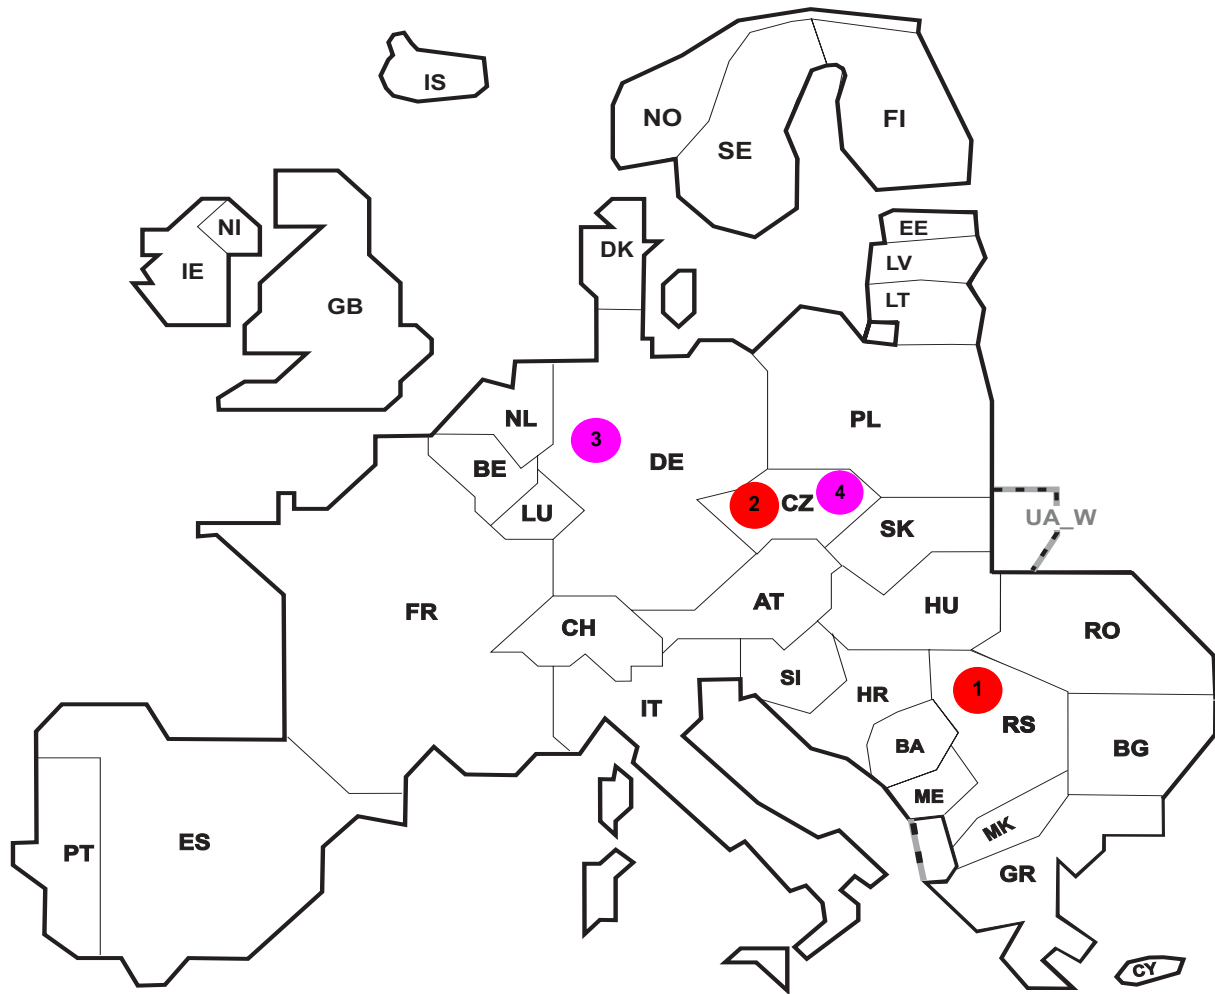 IS
NO
SE
FI
NI
IE
GB
DK
EE
LV
LT
NL
BE
LU
3
DE
PL
2
CZ
4
SK
UA_W
FR
CH
AT
HU
RO
SI
IT
HR
1
RS
BA
BG
ME
MK
GR
PT
ES
CY